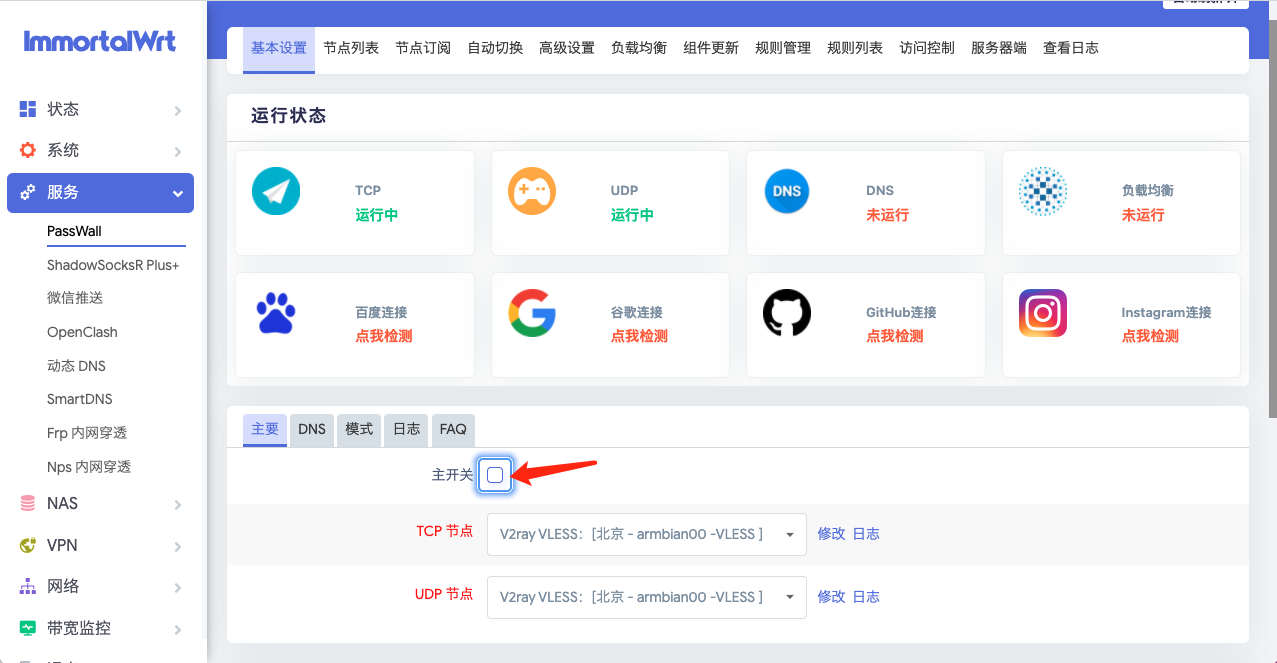 ImmortalWrt
状态
系统
服务
PassWall
ShadowSocksR Plus+
微信推送
OpenClash
动态 DNS
SmartDNS
Frp 内网穿透
Nps 内网穿透
NAS
VPN
网络
带宽监控
基本设置 节点列表 节点订阅 自动切换 高级设置 负载均衡 组件更新 规则管理 规则列表 访问控制 服务器端 查看日志
运行状态
TCP
运行中
UDP
运行中
DNS
DNS
未运行
负载均衡
未运行
百度连接
点我检测
谷歌连接
点我检测
GitHub连接
点我检测
Instagram连接
点我检测
主要 DNS 模式 日志 FAQ
主开关
TCP 节点 V2ray VLESS：[北京 - armbian00 -VLESS ] 修改 日志
UDP 节点 V2ray VLESS：[北京 - armbian00 -VLESS ] 修改 日志